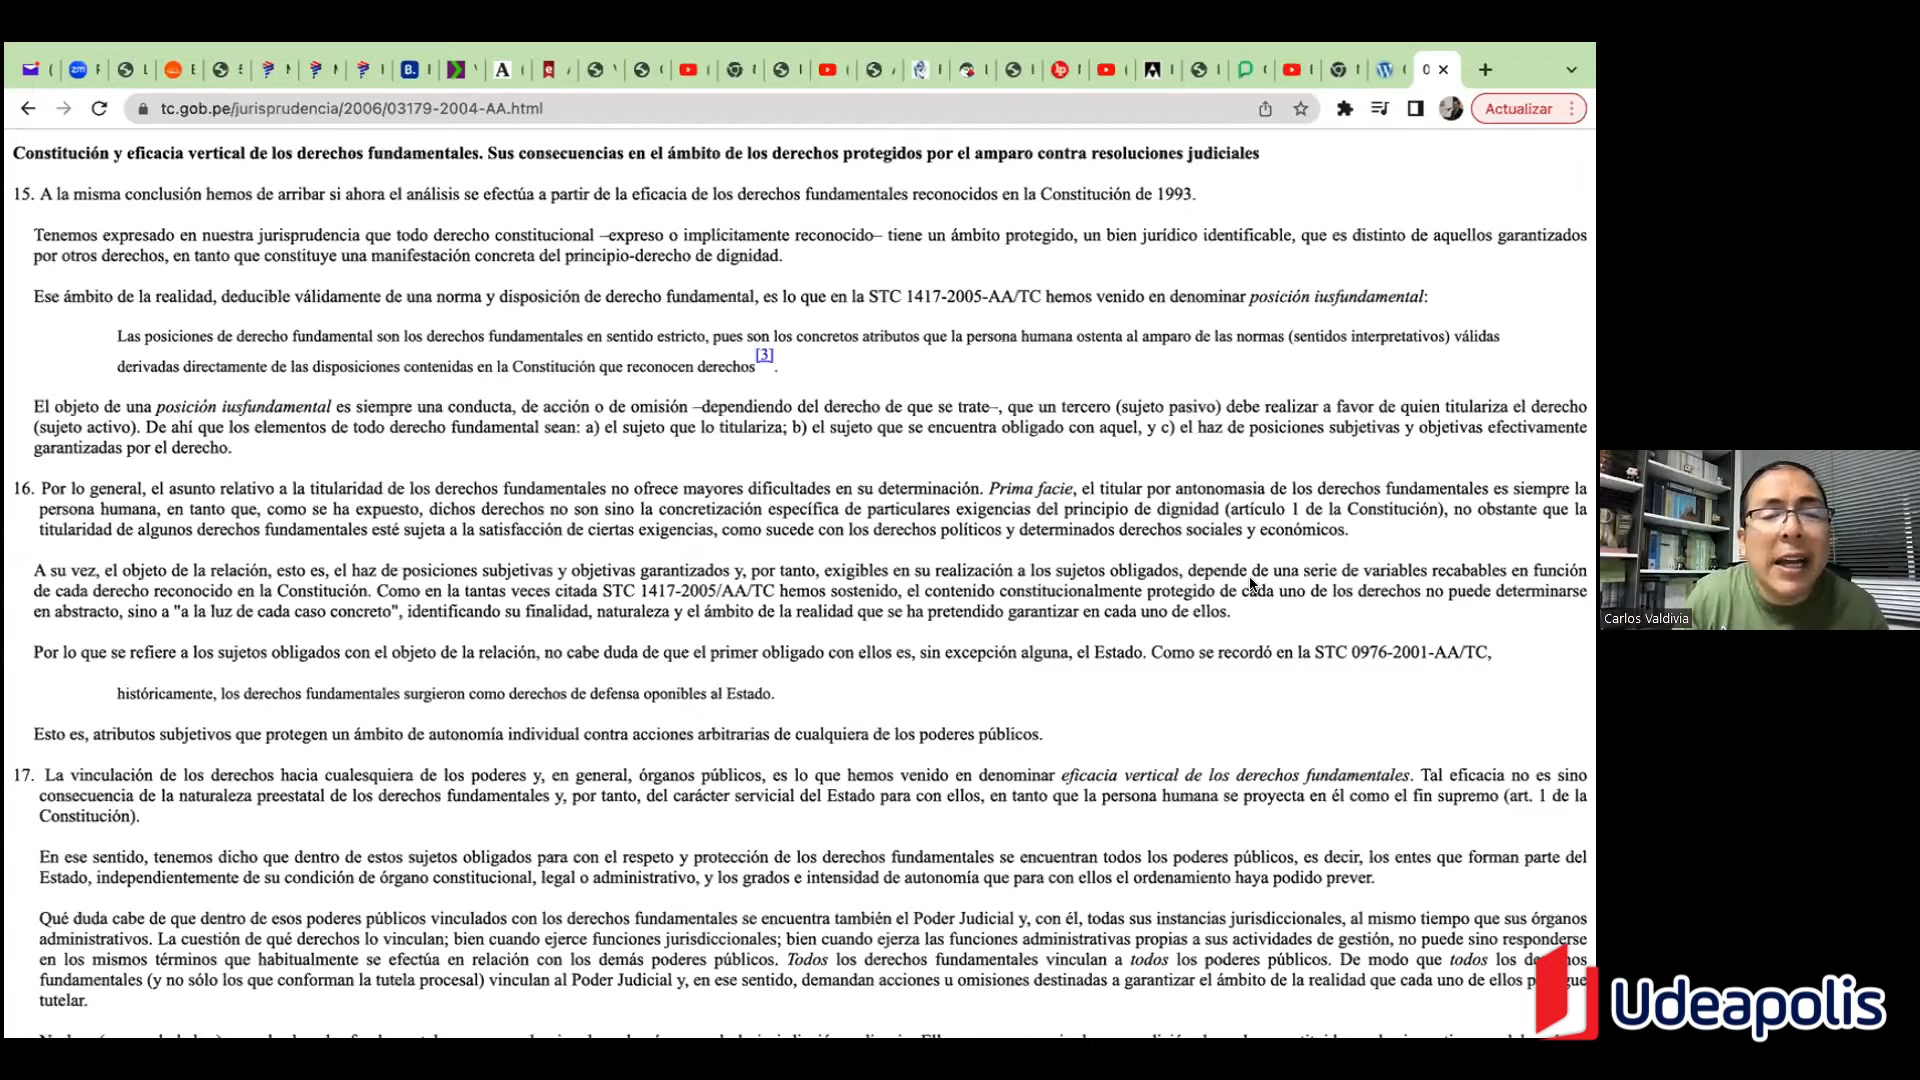 tc.gob.pe/jurisprudencia/2006/03179-2004-AA.html
Actualizar
Constitución y eficacia vertical de los derechos fundamentales. Sus consecuencias en el ámbito de los derechos protegidos por el amparo contra resoluciones judiciales
15. A la misma conclusión hemos de arribar si ahora el análisis se efectúa a partir de la eficacia de los derechos fundamentales reconocidos en la Constitución de 1993.
Tenemos expresado en nuestra jurisprudencia que todo derecho constitucional –expreso o implícitamente reconocido– tiene un ámbito protegido, un bien jurídico identificable, que es distinto de aquellos garantizados
por otros derechos, en tanto que constituye una manifestación concreta del principio-derecho de dignidad.
Ese ámbito de la realidad, deducible válidamente de una norma y disposición de derecho fundamental, es lo que en la STC 1417-2005-AA/TC hemos venido en denominar posición iusfundamental:
Las posiciones de derecho fundamental son los derechos fundamentales en sentido estricto, pues son los concretos atributos que la persona humana ostenta al amparo de las normas (sentidos interpretativos) válidas
derivadas directamente de las disposiciones contenidas en la Constitución que reconocen derechos[3].
El objeto de una posición iusfundamental es siempre una conducta, de acción o de omisión –dependiendo del derecho de que se trate–, que un tercero (sujeto pasivo) debe realizar a favor de quien titulariza el derecho
(sujeto activo). De ahí que los elementos de todo derecho fundamental sean: a) el sujeto que lo titulariza; b) el sujeto que se encuentra obligado con aquel, y c) el haz de posiciones subjetivas y objetivas efectivamente
garantizadas por el derecho.
16. Por lo general, el asunto relativo a la titularidad de los derechos fundamentales no ofrece mayores dificultades en su determinación. Prima facie, el titular por antonomasia de los derechos fundamentales es siempre la
persona humana, en tanto que, como se ha expuesto, dichos derechos no son sino la concretización específica de particulares exigencias del principio de dignidad (artículo 1 de la Constitución), no obstante que la
titularidad de algunos derechos fundamentales esté sujeta a la satisfacción de ciertas exigencias, como sucede con los derechos políticos y determinados derechos sociales y económicos.
A su vez, el objeto de la relación, esto es, el haz de posiciones subjetivas y objetivas garantizados y, por tanto, exigibles en su realización a los sujetos obligados, depende de una serie de variables recabables en función
de cada derecho reconocido en la Constitución. Como en la tantas veces citada STC 1417-2005/AA/TC hemos sostenido, el contenido constitucionalmente protegido de cada uno de los derechos no puede determinarse
en abstracto, sino a "a la luz de cada caso concreto", identificando su finalidad, naturaleza y el ámbito de la realidad que se ha pretendido garantizar en cada uno de ellos.
Por lo que se refiere a los sujetos obligados con el objeto de la relación, no cabe duda de que el primer obligado con ellos es, sin excepción alguna, el Estado. Como se recordó en la STC 0976-2001-AA/TC,
históricamente, los derechos fundamentales surgieron como derechos de defensa oponibles al Estado.
Esto es, atributos subjetivos que protegen un ámbito de autonomía individual contra acciones arbitrarias de cualquiera de los poderes públicos.
17. La vinculación de los derechos hacia cualesquiera de los poderes y, en general, órganos públicos, es lo que hemos venido en denominar eficacia vertical de los derechos fundamentales. Tal eficacia no es sino
consecuencia de la naturaleza preestatal de los derechos fundamentales y, por tanto, del carácter servicial del Estado para con ellos, en tanto que la persona humana se proyecta en él como el fin supremo (art. 1 de la
Constitución).
En ese sentido, tenemos dicho que dentro de estos sujetos obligados para con el respeto y protección de los derechos fundamentales se encuentran todos los poderes públicos, es decir, los entes que forman parte del
Estado, independientemente de su condición de órgano constitucional, legal o administrativo, y los grados e intensidad de autonomía que para con ellos el ordenamiento haya podido prever.
Qué duda cabe de que dentro de esos poderes públicos vinculados con los derechos fundamentales se encuentra también el Poder Judicial y, con él, todas sus instancias jurisdiccionales, al mismo tiempo que sus órganos
administrativos. La cuestión de qué derechos lo vinculan; bien cuando ejerce funciones jurisdiccionales; bien cuando ejerza las funciones administrativas propias a sus actividades de gestión, no puede sino responderse
en los mismos términos que habitualmente se efectúa en relación con los demás poderes públicos. Todos los derechos fundamentales vinculan a todos los poderes públicos. De modo que todos los
fundamentales (y no sólo los que conforman la tutela procesal) vinculan al Poder Judicial y, en ese sentido, demandan acciones u omisiones destinadas a garantizar el ámbito de la realidad que cada uno de ellos
tutelar.
Carlos Valdivia
Udeapolis